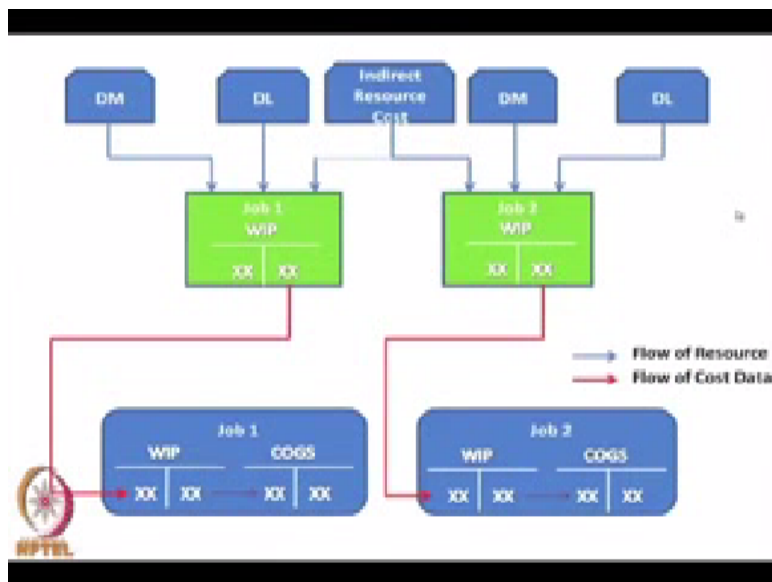 DM
DL
Indirect
Resource
Cost
DM
DL
Job 1
WIP
XX XX
Job 2
WIP
XX XX
Flow of Resource
Flow of Cost Data
Job 1
WIP COGS
XX XX XX XX
Job 2
WIP COGS
XX XX XX XX
NPTEL